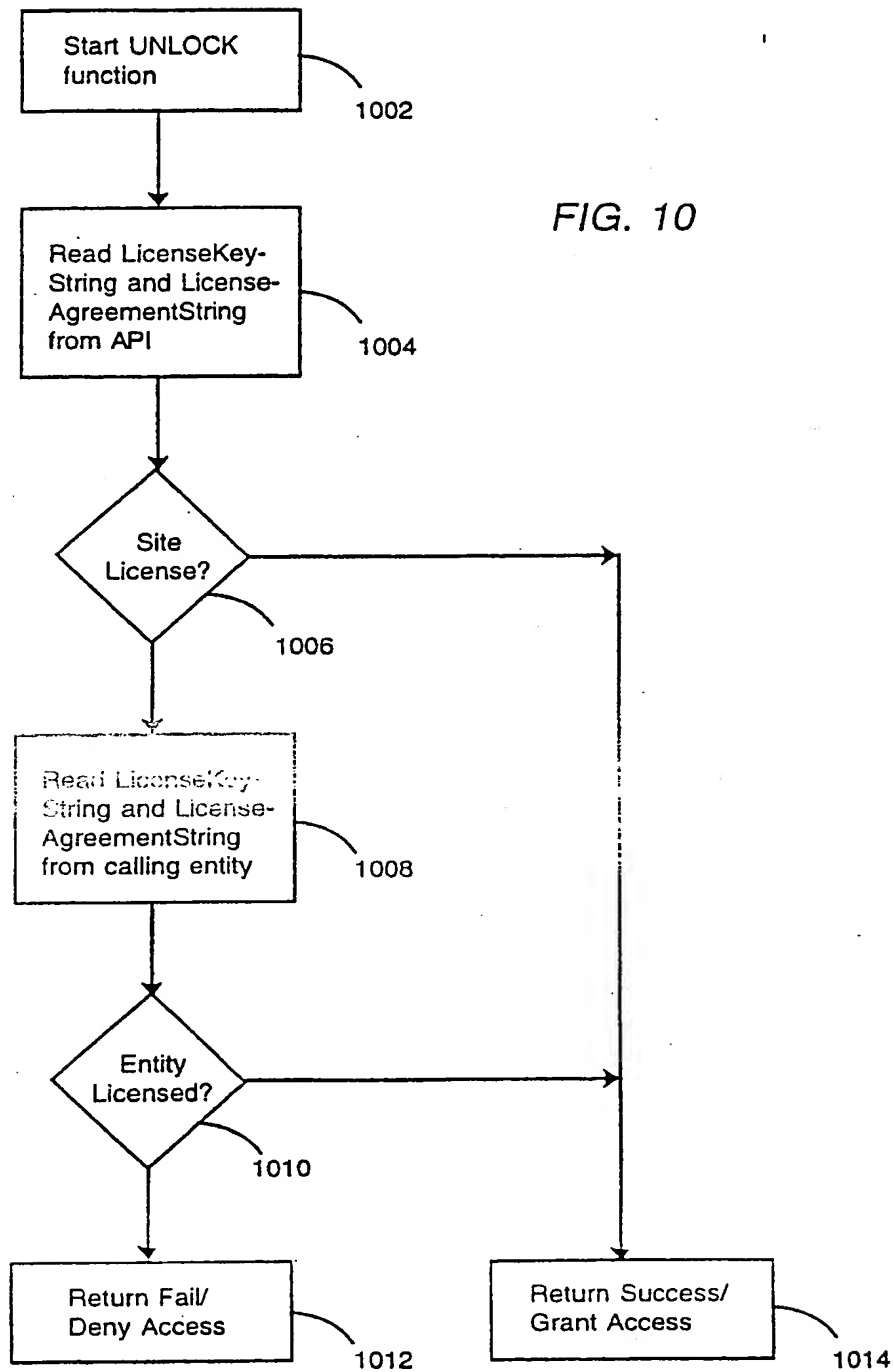 Start UNLOCK
function
1002
FIG. 10
Read LicenseKey-
String and License-
AgreementString
from API
1004
Site
License?
1006
Read LicenseKey-
String and License-
AgreementString
from calling entity
1008
Entity
Licensed?
1010
Return Fail/
Deny Access
1012
Return Success/
Grant Access
1014